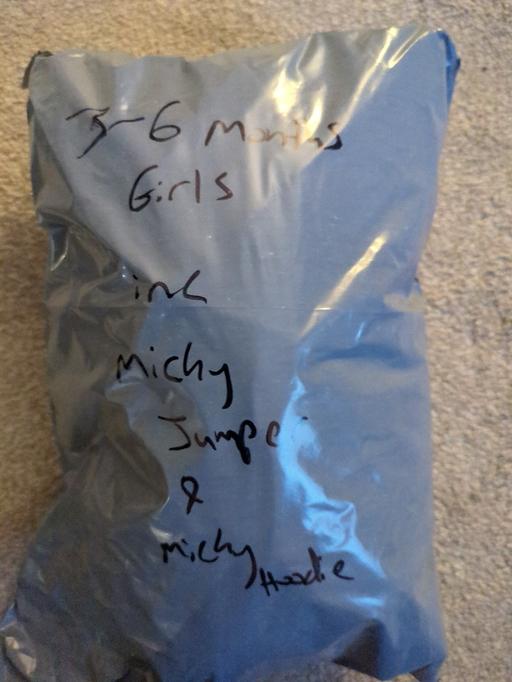 3-6 Months
Girls
inc
Micky
Jumper
&
Micky Hoodie